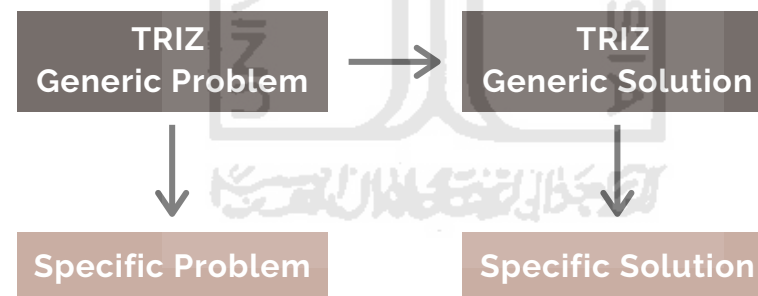 TRIZ
Generic Problem
TRIZ
Generic Solution
Specific Problem
Specific Solution